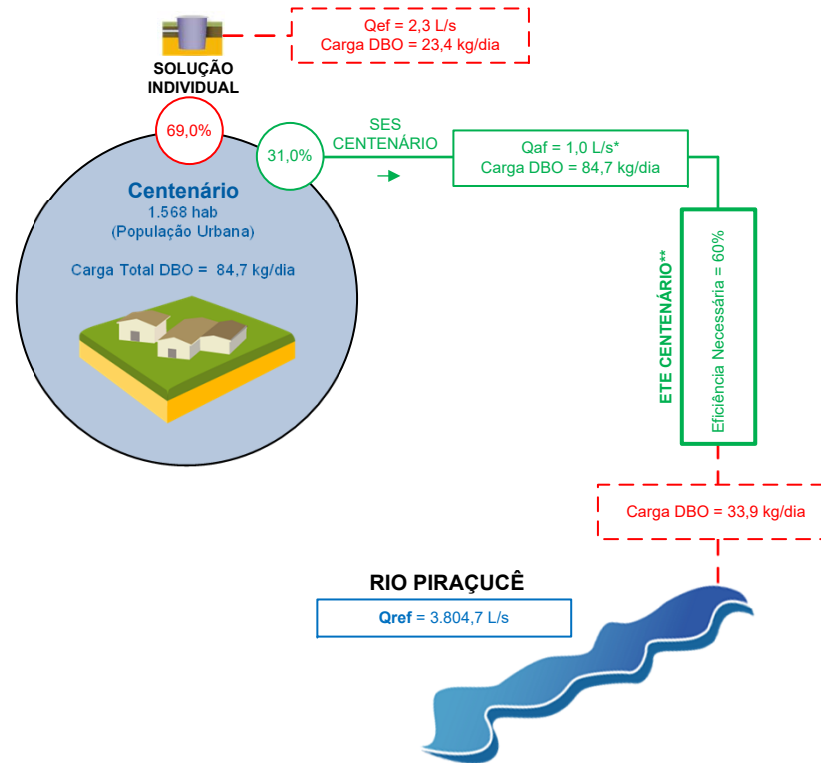 Qef = 2,3 L/s
Carga DBO = 23,4 kg/dia
SOLUÇÃO
INDIVIDUAL
69,0%
31,0%
SES
CENTENÁRIO
Qaf = 1,0 L/s*
Carga DBO = 84,7 kg/dia
Centenário
1.568 hab
(População Urbana)
Carga Total DBO = 84,7 kg/dia
ETE CENTENÁRIO**
Eficiência Necessária = 60%
Carga DBO = 33,9 kg/dia
RIO PIRAÇUCÊ
Qref = 3.804,7 L/s